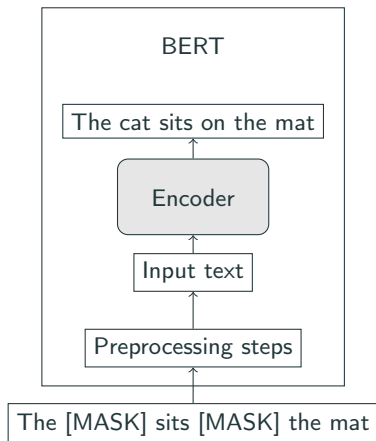 BERT
The cat sits on the mat
Encoder
Input text
Preprocessing steps
The [MASK] sits [MASK] the mat